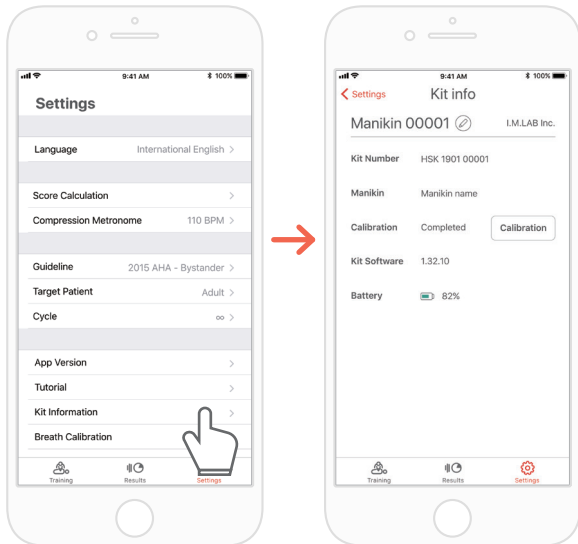 9:41 AM 100%
Settings
Language International English >
Score Calculation >
Compression Metronome 110 BPM >
Guideline 2015 AHA - Bystander >
Target Patient Adult >
Cycle ∞ >
App Version >
Tutorial >
Kit Information >
Breath Calibration
Training Results Settings
9:41 AM 100%
Settings Kit info
Manikin 00001 I.M.LAB Inc.
Kit Number HSK 1901 00001
Manikin Manikin name
Calibration Completed Calibration
Kit Software 1.32.10
Battery 82%
Training Results Settings